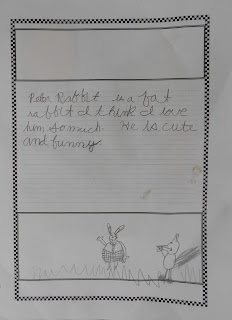 Peter Rabbit is a fat
rabbit I think I love
him so much. He is cute
and funny.